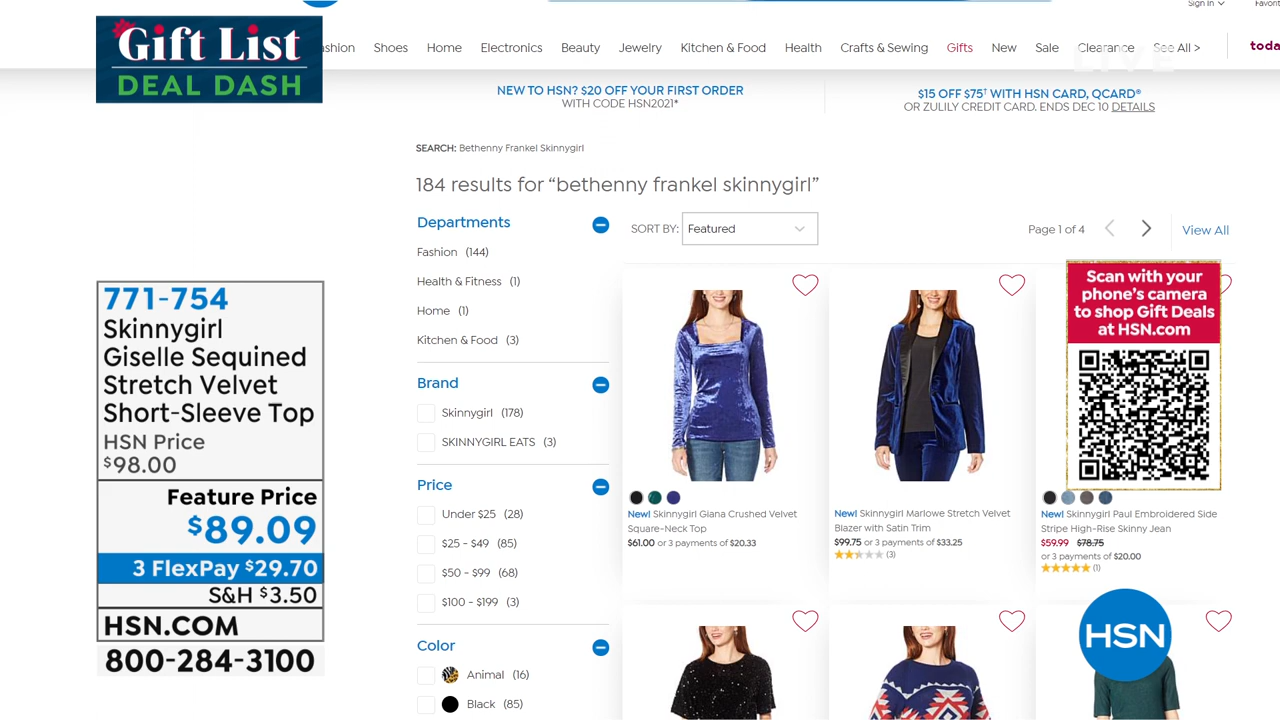 Sign In
Favorit
Gift List
DEAL DASH
ashion
Shoes
Home
Electronics
Beauty
Jewelry
Kitchen & Food
Health
Crafts & Sewing
Gifts
New
Sale
Clearance
See All >
toda
LIVE
NEW TO HSN? $20 OFF YOUR FIRST ORDER
WITH CODE HSN2021*
$15 OFF $75† WITH HSN CARD, QCARD®
OR ZULILY CREDIT CARD. ENDS DEC 10 DETAILS
SEARCH: Bethenny Frankel Skinnygirl
184 results for “bethenny frankel skinnygirl”
Departments
Fashion (144)
Health & Fitness (1)
Home (1)
Kitchen & Food (3)
Brand
Skinnygirl (178)
SKINNYGIRL EATS (3)
Price
Under $25 (28)
$25 - $49 (85)
$50 - $99 (68)
$100 - $199 (3)
Color
Animal (16)
Black (85)
SORT BY: Featured
Page 1 of 4
View All
Scan with your
phone's camera
to shop Gift Deals
at HSN.com
New! Skinnygirl Giana Crushed Velvet
Square-Neck Top
$61.00 or 3 payments of $20.33
New! Skinnygirl Marlowe Stretch Velvet
Blazer with Satin Trim
$99.75 or 3 payments of $33.25
(3)
New! Skinnygirl Paul Embroidered Side
Stripe High-Rise Skinny Jean
$59.99 $78.75
or 3 payments of $20.00
(1)
771-754
Skinnygirl
Giselle Sequined
Stretch Velvet
Short-Sleeve Top
HSN Price
$98.00
Feature Price
$89.09
3 FlexPay $29.70
S&H $3.50
HSN.COM
800-284-3100
HSN